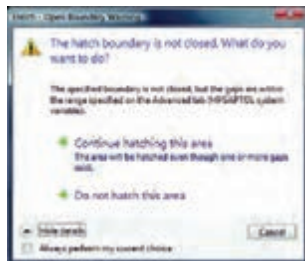 Hatch - Open Boundary Warning
The hatch boundary is not closed. What do you
want to do?
The specified boundary is not closed, but the gaps are within
the range specified on the Advanced tab (HPGAPTOL system
variable).
Continue hatching this area
The area will be hatched even though one or more gaps
exist.
Do not hatch this area
Hide details
Cancel
Always perform my current choice